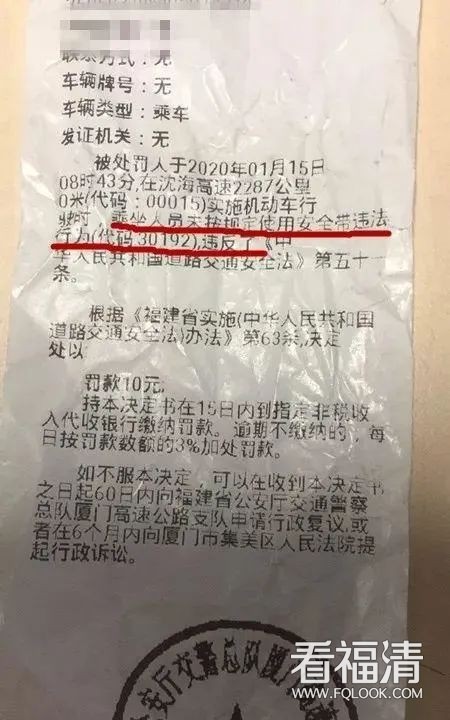 联系方式：无
车辆牌号：无
车辆类型：乘车
发证机关：无
被处罚人于2020年01月15日
08时43分,在沈海高速2287公里
0米(代码：00015)实施机动车行
驶时，乘坐人员未按规定使用安全带违法
行为(代码30192),违反了《中
华人民共和国道路交通安全法》第五十一
条。
根据《福建省实施(中华人民共和国
道路交通安全法)办法》第63条,决定
处以:
罚款10元;
持本决定书在15日内到指定非税收
入代收银行缴纳罚款。逾期不缴纳的，每
日按罚款数额的3%加处罚款。
如不服本决定，可以在收到本决定书
之日起60日内向福建省公安厅交通警察
总队厦门高速公路支队申请行政复议,或
者在6个月内向厦门市集美区人民法院提
起行政诉讼。
安厅交警总队厦
看福清
WWW.FQLOOK.COM